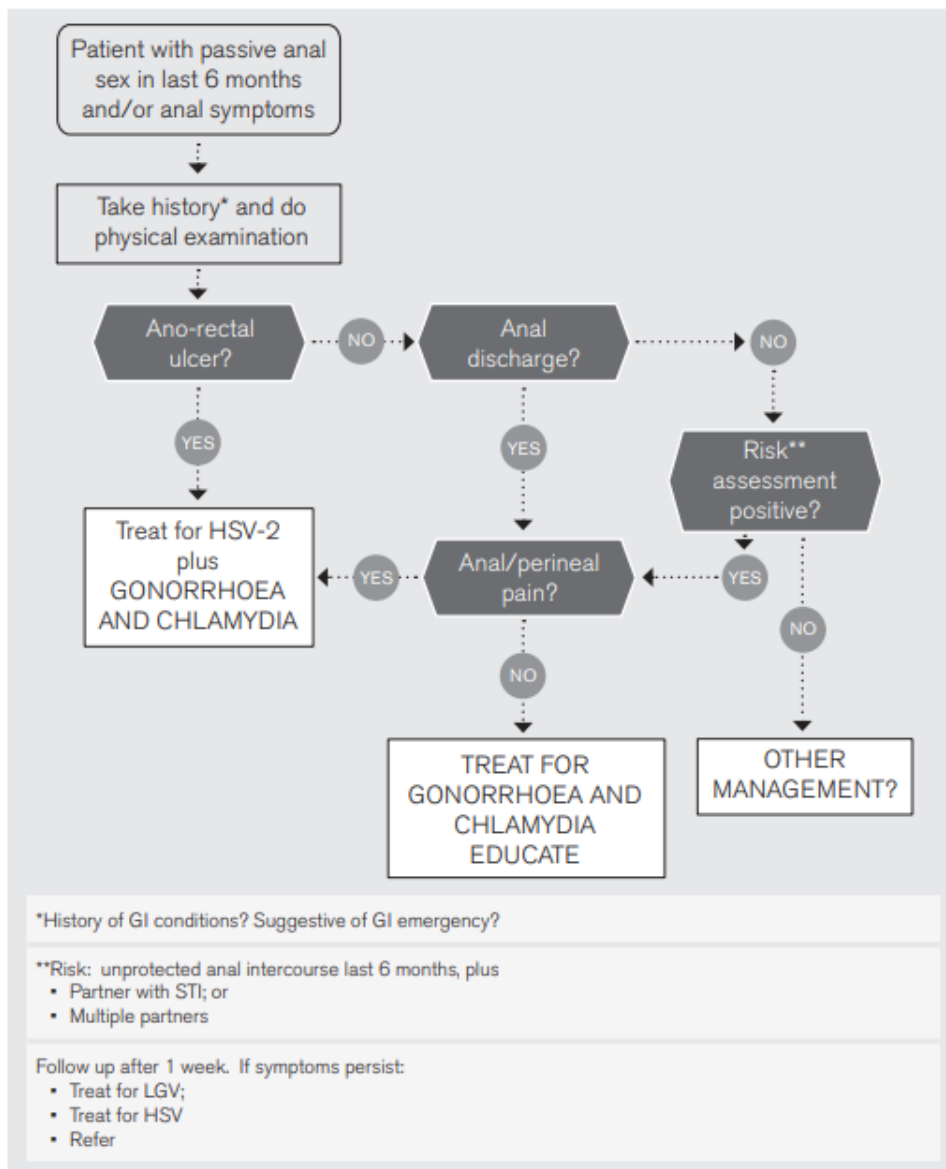 Patient with passive anal
sex in last 6 months
and/or anal symptoms
Take history* and do
physical examination
Ano-rectal
ulcer?
NO
Anal
discharge?
NO
YES
YES
Risk**
assessment
positive?
Treat for HSV-2
plus
GONORRHOEA
AND CHLAMYDIA
YES
Anal/perineal
pain?
YES
NO
NO
TREAT FOR
GONORRHOEA AND
CHLAMYDIA
EDUCATE
OTHER
MANAGEMENT?
*History of GI conditions? Suggestive of GI emergency?
**Risk: unprotected anal intercourse last 6 months, plus
▪ Partner with STI; or
▪ Multiple partners
Follow up after 1 week. If symptoms persist:
▪ Treat for LGV;
▪ Treat for HSV
▪ Refer